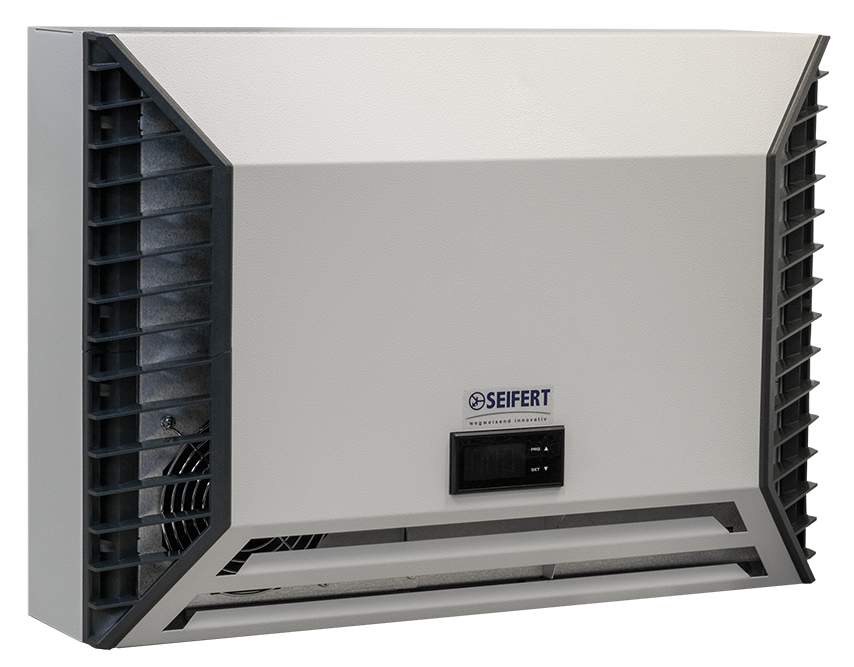 SEIFERT
wegweisend innovativ
PRG ▲
SET ▼